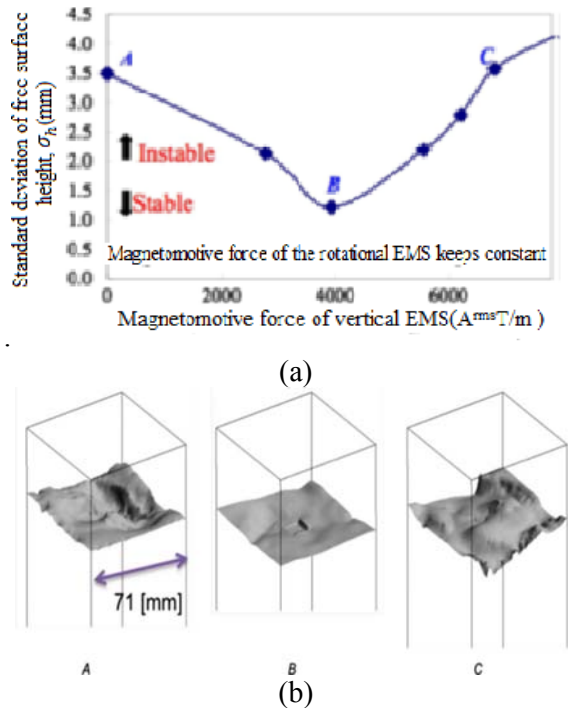 Standard deviation of free surface
height, σh(mm)
4.5
4.0
3.5
3.0
2.5
2.0
1.5
1.0
0.5
0.0
A
C
Instable
B
Stable
Magnetomotive force of the rotational EMS keeps constant
0
2000
4000
6000
Magnetomotive force of vertical EMS(ArmsT/m )
(a)
71 [mm]
A
B
C
(b)